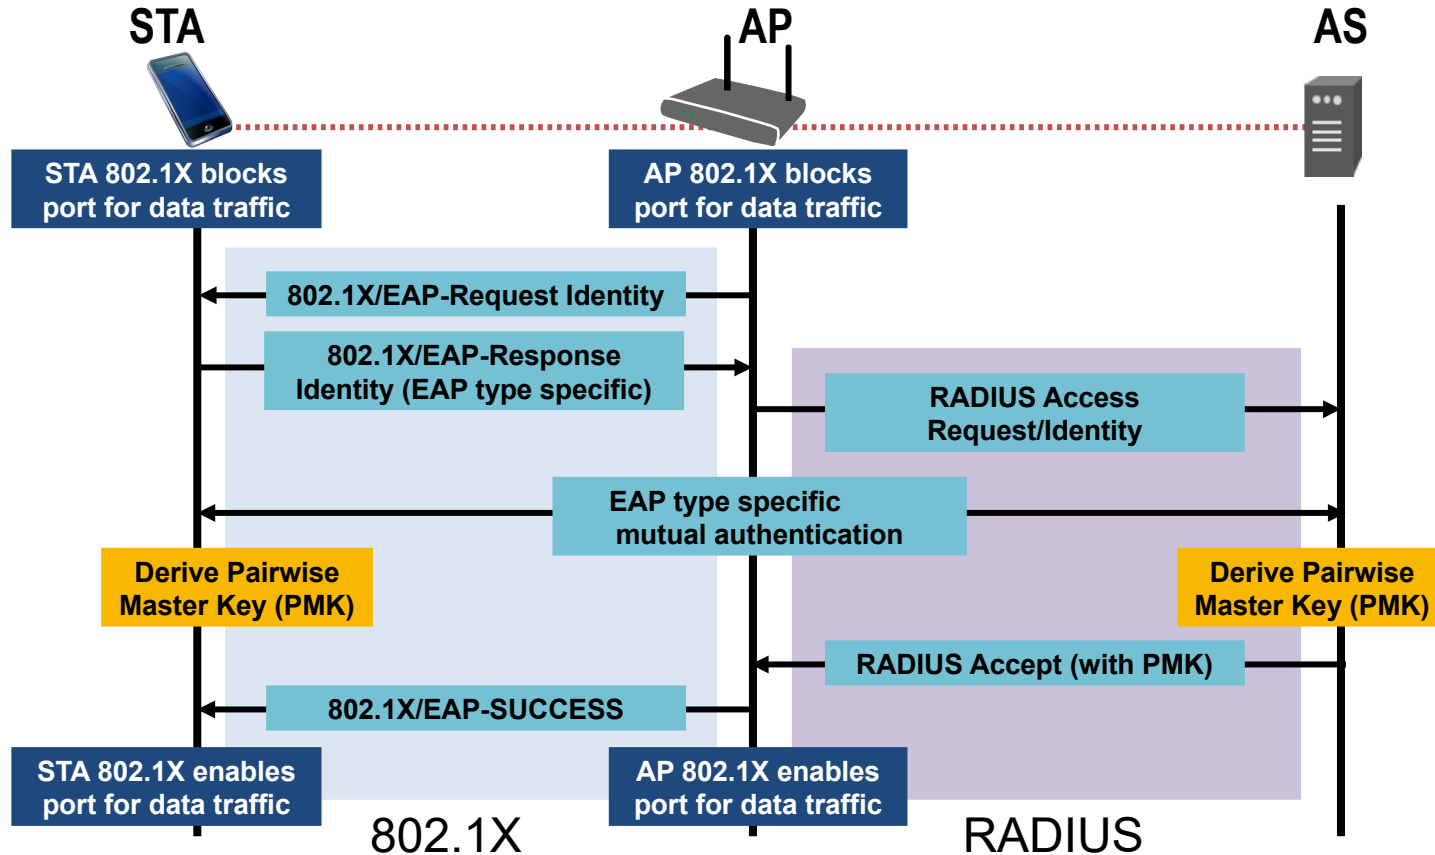 STA
AP
AS
STA 802.1X blocks
port for data traffic
AP 802.1X blocks
port for data traffic
802.1X/EAP-Request Identity
802.1X/EAP-Response
Identity (EAP type specific)
RADIUS Access
Request/Identity
EAP type specific
mutual authentication
Derive Pairwise
Master Key (PMK)
Derive Pairwise
Master Key (PMK)
RADIUS Accept (with PMK)
802.1X/EAP-SUCCESS
STA 802.1X enables
port for data traffic
AP 802.1X enables
port for data traffic
802.1X
RADIUS